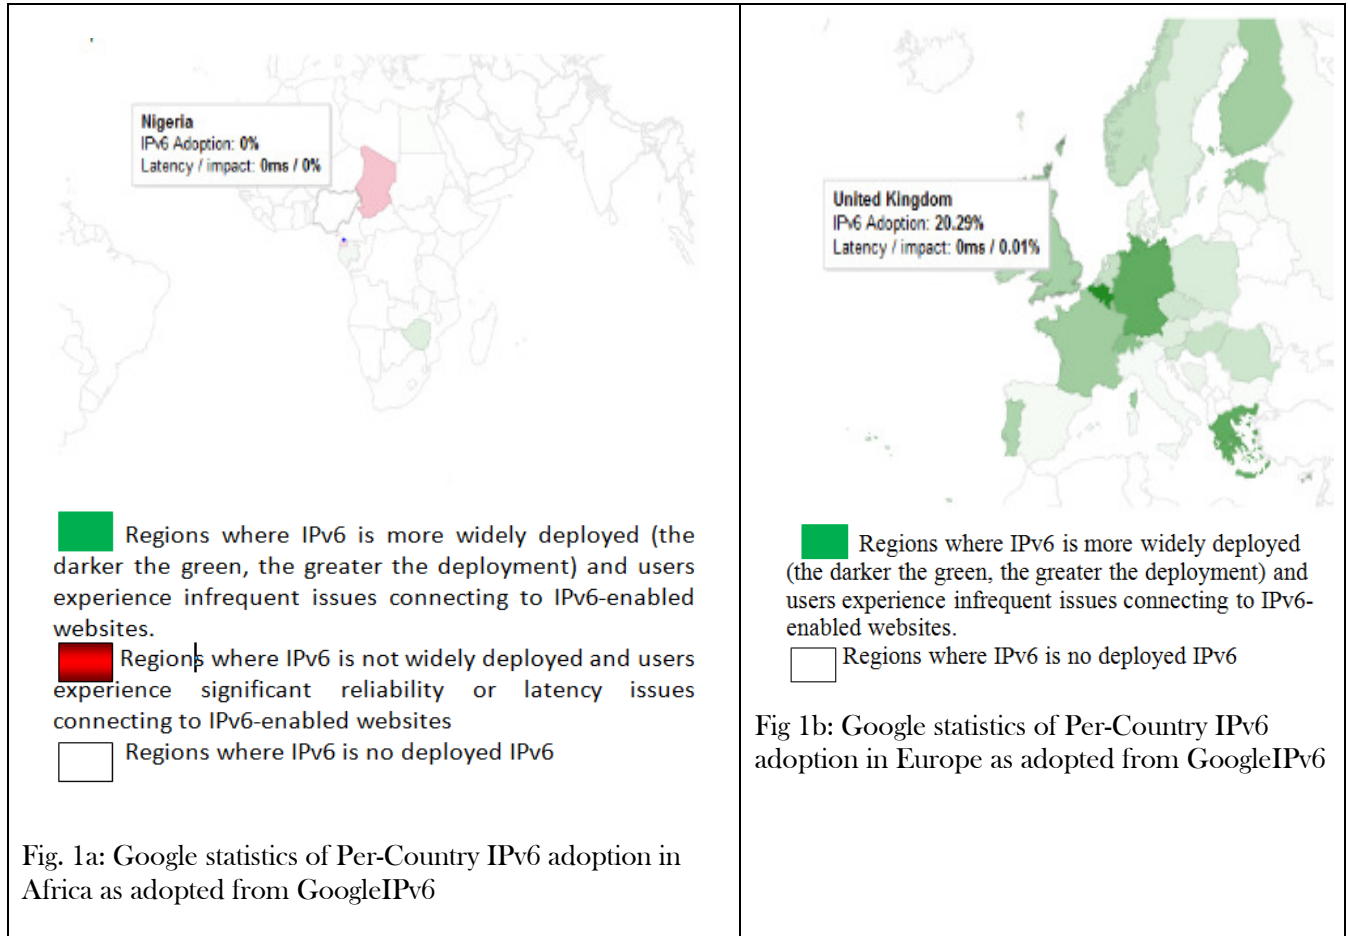 Nigeria
IPv6 Adoption: 0%
Latency / impact: 0ms / 0%
Regions where IPv6 is more widely deployed (the
darker the green, the greater the deployment) and users
experience infrequent issues connecting to IPv6-enabled
websites.
Regions where IPv6 is not widely deployed and users
experience significant reliability or latency issues
connecting to IPv6-enabled websites
Regions where IPv6 is no deployed IPv6
Fig. 1a: Google statistics of Per-Country IPv6 adoption in
Africa as adopted from GoogleIPv6
United Kingdom
IPv6 Adoption: 20.29%
Latency / impact: 0ms / 0.01%
Regions where IPv6 is more widely deployed
(the darker the green, the greater the deployment) and
users experience infrequent issues connecting to IPv6-
enabled websites.
Regions where IPv6 is no deployed IPv6
Fig 1b: Google statistics of Per-Country IPv6
adoption in Europe as adopted from GoogleIPv6